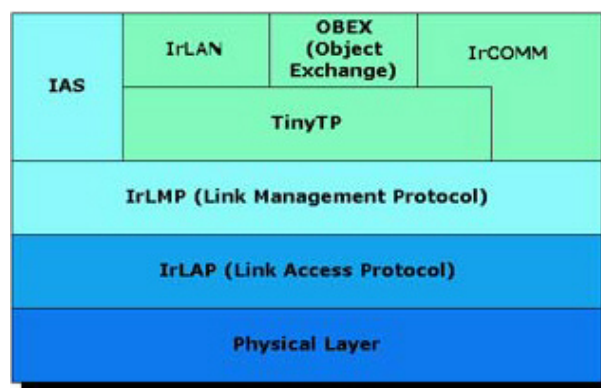 IrLAN
OBEX
(Object
Exchange)
IrCOMM
IAS
TinyTP
IrLMP (Link Management Protocol)
IrLAP (Link Access Protocol)
Physical Layer